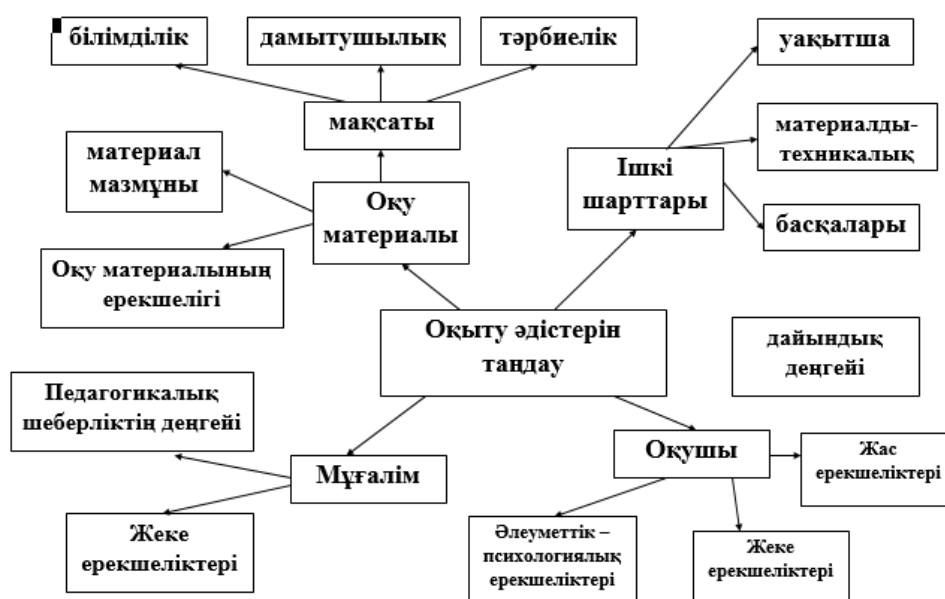 білімділік
дамытушылық
тәрбиелік
уақытша
мақсаты
материалды-
техникалық
материал
мазмұны
Ішкі
шарттары
Оқу
материалы
басқалары
Оқу материалының
ерекшелігі
Оқыту әдістерін
таңдау
дайындық
деңгейі
Педагогикалық
шеберліктің деңгейі
Оқушы
Жас
ерекшеліктері
Мұғалім
Жеке
ерекшеліктері
Әлеуметтік –
психологиялық
ерекшеліктері
Жеке
ерекшеліктері